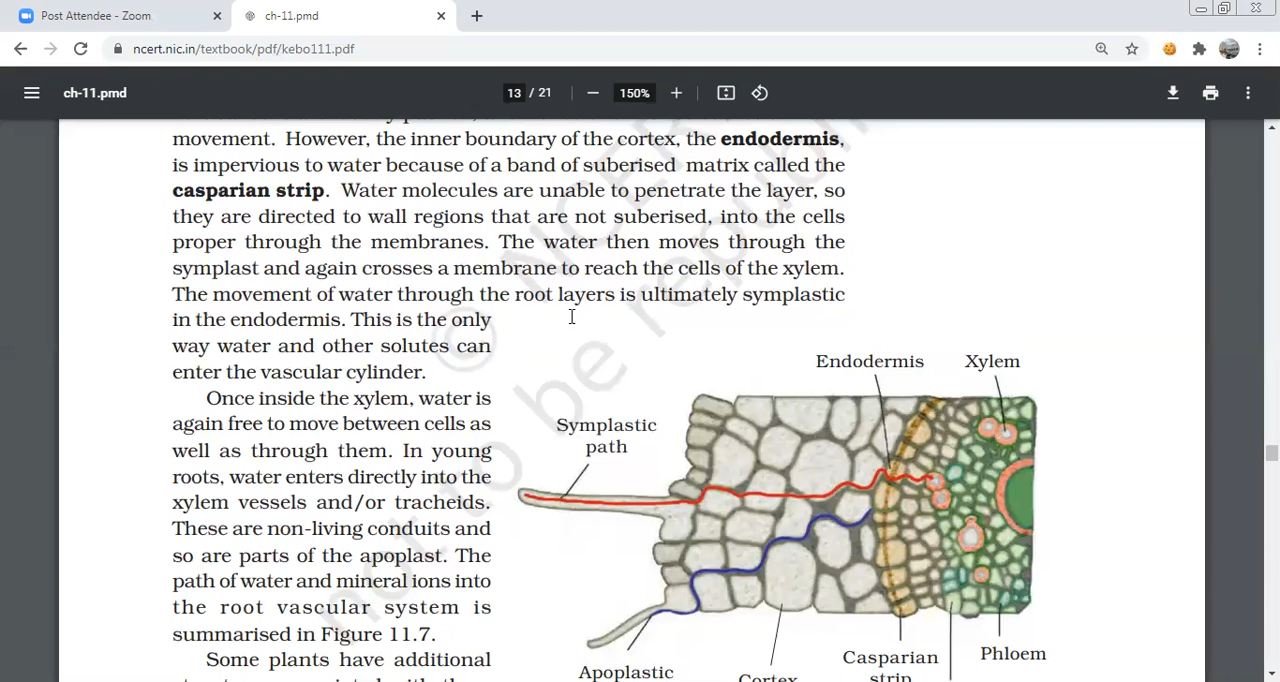 Post Attendee - Zoom
ch-11.pmd
ncert.nic.in/textbook/pdf/kebo111.pdf
ch-11.pmd
13 / 21
150%
movement. However, the inner boundary of the cortex, the endodermis,
is impervious to water because of a band of suberised matrix called the
casparian strip. Water molecules are unable to penetrate the layer, so
they are directed to wall regions that are not suberised, into the cells
proper through the membranes. The water then moves through the
symplast and again crosses a membrane to reach the cells of the xylem.
The movement of water through the root layers is ultimately symplastic
in the endodermis. This is the only
way water and other solutes can
enter the vascular cylinder.
Once inside the xylem, water is
again free to move between cells as
well as through them. In young
roots, water enters directly into the
xylem vessels and/or tracheids.
These are non-living conduits and
so are parts of the apoplast. The
path of water and mineral ions into
the root vascular system is
summarised in Figure 11.7.
Some plants have additional
Endodermis
Xylem
Symplastic
path
Apoplastic
Cortex
Casparian
strip
Phloem
© NCER
not to be republi